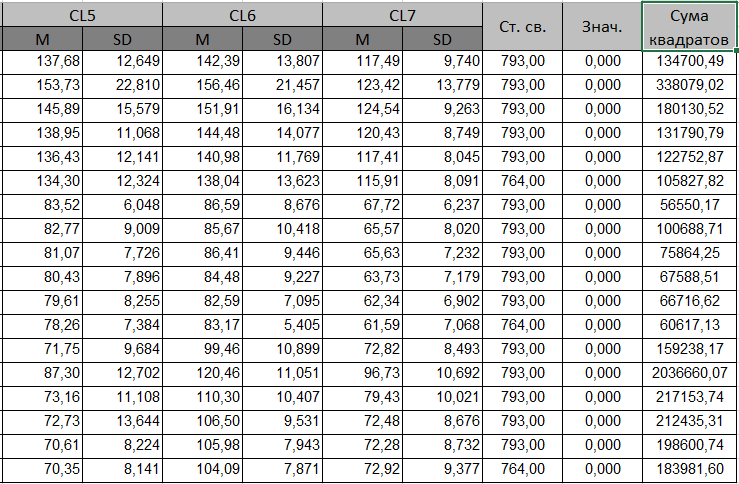 CL5 CL6 CL7 Ст. св. Знач. Сума квадратов
M SD M SD M SD
137,68 12,649 142,39 13,807 117,49 9,740 793,00 0,000 134700,49
153,73 22,810 156,46 21,457 123,42 13,779 793,00 0,000 338079,02
145,89 15,579 151,91 16,134 124,54 9,263 793,00 0,000 180130,52
138,95 11,068 144,48 14,077 120,43 8,749 793,00 0,000 131790,79
136,43 12,141 140,98 11,769 117,41 8,045 793,00 0,000 122752,87
134,30 12,324 138,04 13,623 115,91 8,091 764,00 0,000 105827,82
83,52 6,048 86,59 8,676 67,72 6,237 793,00 0,000 56550,17
82,77 9,009 85,67 10,418 65,57 8,020 793,00 0,000 100688,71
81,07 7,726 86,41 9,446 65,63 7,232 793,00 0,000 75864,25
80,43 7,896 84,48 9,227 63,73 7,179 793,00 0,000 67588,51
79,61 8,255 82,59 7,095 62,34 6,902 793,00 0,000 66716,62
78,26 7,384 83,17 5,405 61,59 7,068 764,00 0,000 60617,13
71,75 9,684 99,46 10,899 72,82 8,493 793,00 0,000 159238,17
87,30 12,702 120,46 11,051 96,73 10,692 793,00 0,000 2036660,07
73,16 11,108 110,30 10,407 79,43 10,021 793,00 0,000 217153,74
72,73 13,644 106,50 9,531 72,48 8,676 793,00 0,000 212435,31
70,61 8,224 105,98 7,943 72,28 8,732 793,00 0,000 198600,74
70,35 8,141 104,09 7,871 72,92 9,377 764,00 0,000 183981,60